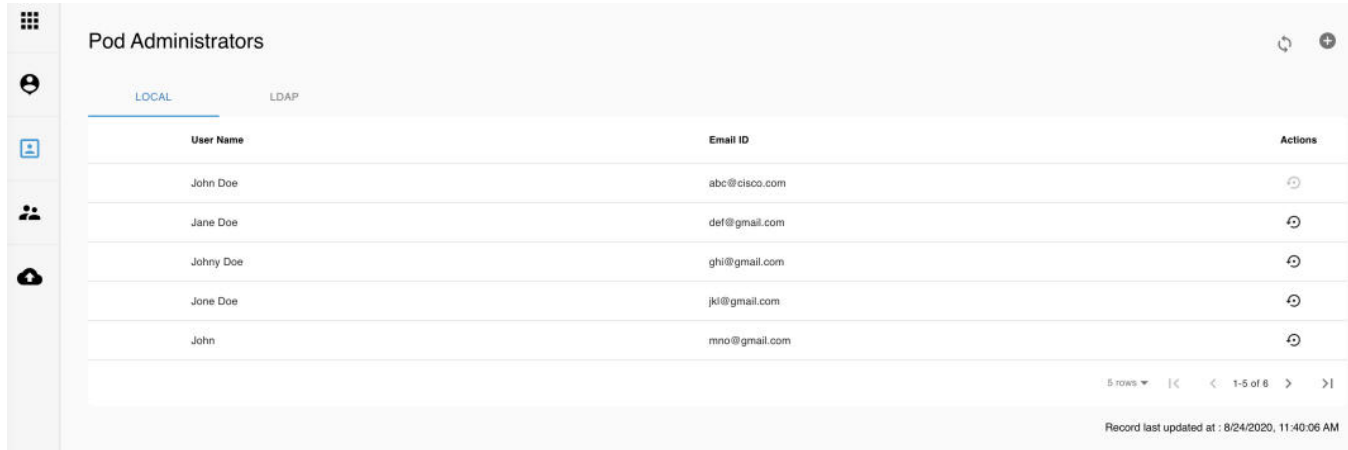 Pod Administrators
LOCAL LDAP
User Name Email ID Actions
John Doe abc@cisco.com
Jane Doe def@gmail.com
Johny Doe ghi@gmail.com
Jone Doe jkl@gmail.com
John mno@gmail.com
5 rows 1-5 of 6
Record last updated at : 8/24/2020, 11:40:06 AM